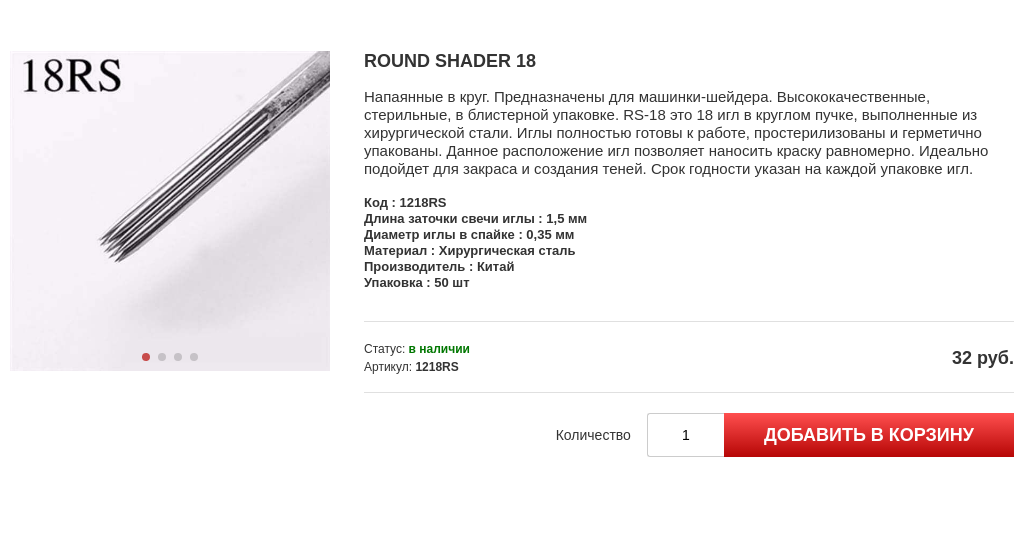 18RS
ROUND SHADER 18
Напаянные в круг. Предназначены для машинки-шейдера. Высококачественные,
стерильные, в блистерной упаковке. RS-18 это 18 игл в круглом пучке, выполненные из
хирургической стали. Иглы полностью готовы к работе, простерилизованы и герметично
упакованы. Данное расположение игл позволяет наносить краску равномерно. Идеально
подойдет для закраса и создания теней. Срок годности указан на каждой упаковке игл.
Код : 1218RS
Длина заточки свечи иглы : 1,5 мм
Диаметр иглы в спайке : 0,35 мм
Материал : Хирургическая сталь
Производитель : Китай
Упаковка : 50 шт
Статус: в наличии
Артикул: 1218RS
32 руб.
Количество 1 ДОБАВИТЬ В КОРЗИНУ